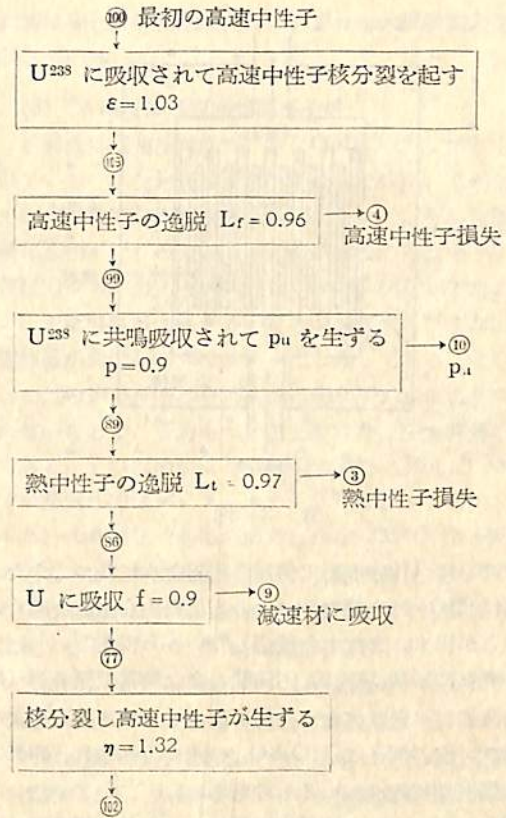 100 最初の高速中性子
U238 に吸収されて高速中性子核分裂を起す
ε=1.03
103
高速中性子の逸脱 Lf = 0.96
④
高速中性子損失
99
U238 に共鳴吸収されて pu を生ずる
p=0.9
⑩
pu
89
熱中性子の逸脱 Lt = 0.97
③
熱中性子損失
86
U に吸収 f=0.9
⑨
減速材に吸収
77
核分裂し高速中性子が生ずる
η=1.32
102